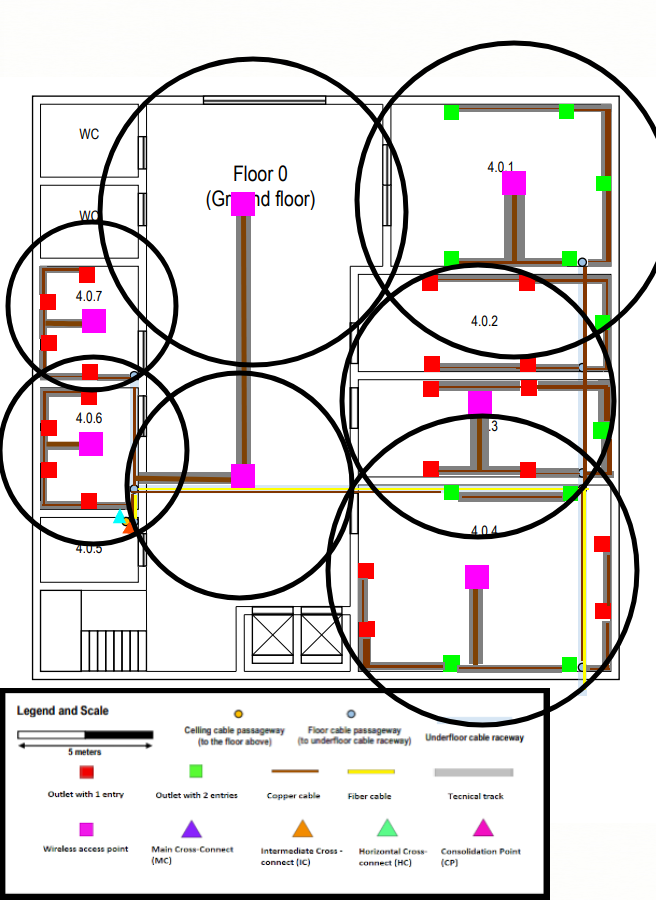 WC
Floor 0
4.0.1
(Gr nd floor)
WC
4.0.7
4.0.2
4.0.6
.3
4.0.4
4.0.5
Legend and Scale
5 meters
Celling cable passageway
(to the floor above)
Floor cable passageway
(to underfloor cable raceway)
Underfloor cable raceway
Outlet with 1 entry
Outlet with 2 entries
Copper cable
Fiber cable
Tecnical track
Wireless access point
Main Cross-Connect
(MC)
Intermediate Cross -
connect (IC)
Horizontal Cross-
connect (HC)
Consolidation Point
(CP)